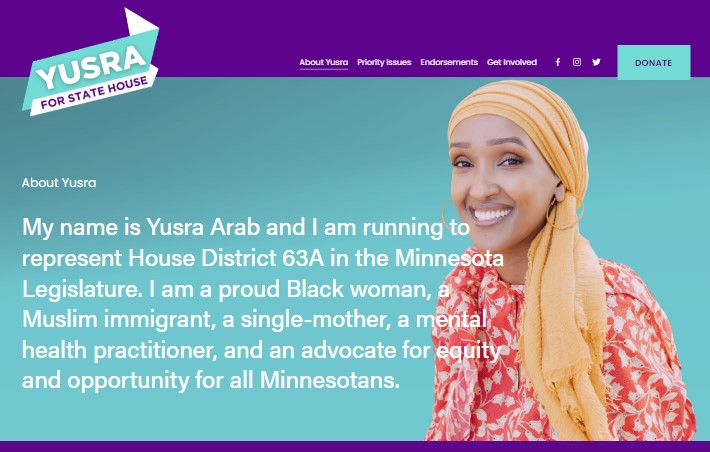 YUSRA
FOR STATE HOUSE
About Yusra Priority Issues Endorsements Get Involved DONATE
About Yusra
My name is Yusra Arab and I am running to
represent House District 63A in the Minnesota
Legislature. I am a proud Black woman, a
Muslim immigrant, a single-mother, a mental
health practitioner, and an advocate for equity
and opportunity for all Minnesotans.